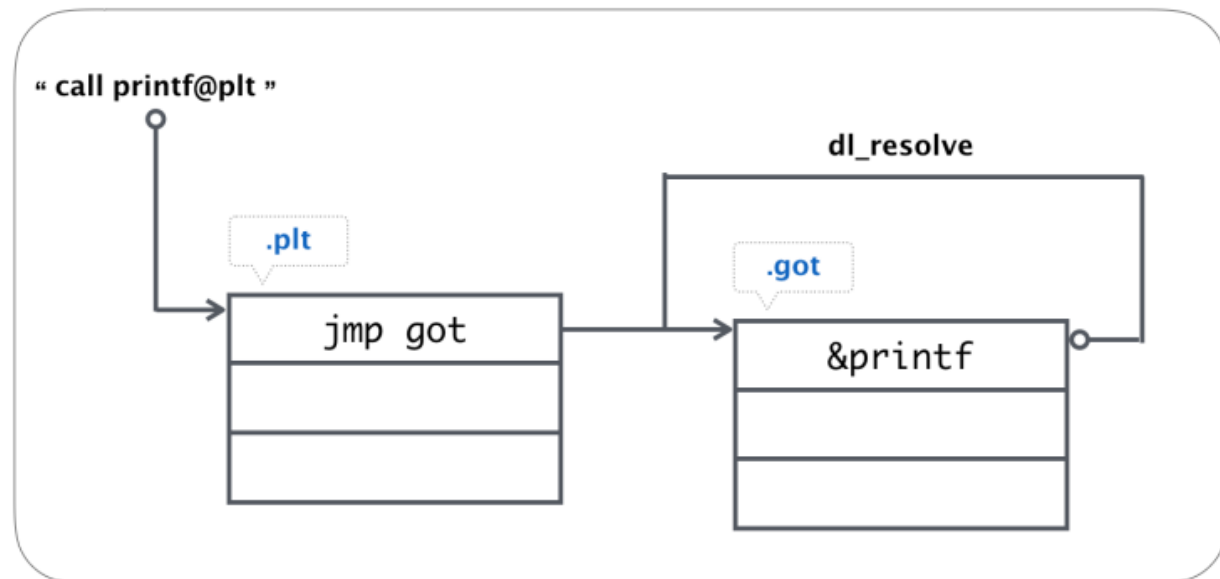 “ call printf@plt ”
dl_resolve
.plt
.got
jmp got
&printf